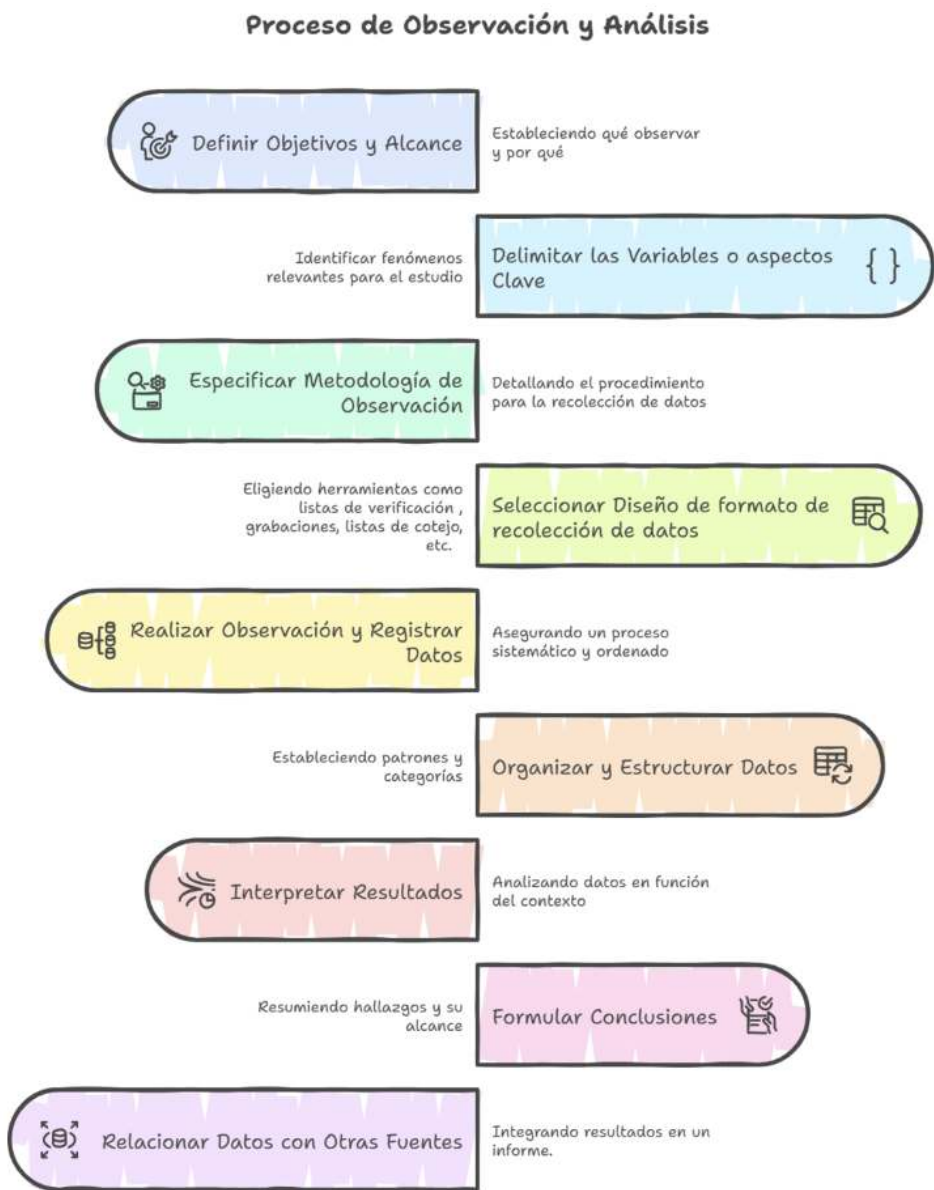 Proceso de Observación y Análisis
Definir Objetivos y Alcance
Estableciendo qué observar
y por qué
Identificar fenómenos
relevantes para el estudio
Delimitar las Variables o aspectos
Clave
{ }
Especificar Metodología de
Observación
Detallando el procedimiento
para la recolección de datos
Eligiendo herramientas como
listas de verificación ,
grabaciones, listas de cotejo,
etc.
Seleccionar Diseño de formato de
recolección de datos
Realizar Observación y Registrar
Datos
Asegurando un proceso
sistemático y ordenado
Estableciendo patrones y
categorías
Organizar y Estructurar Datos
Interpretar Resultados
Analizando datos en función
del contexto
Resumiendo hallazgos y su
alcance
Formular Conclusiones
Relacionar Datos con Otras Fuentes
Integrando resultados en un
informe.